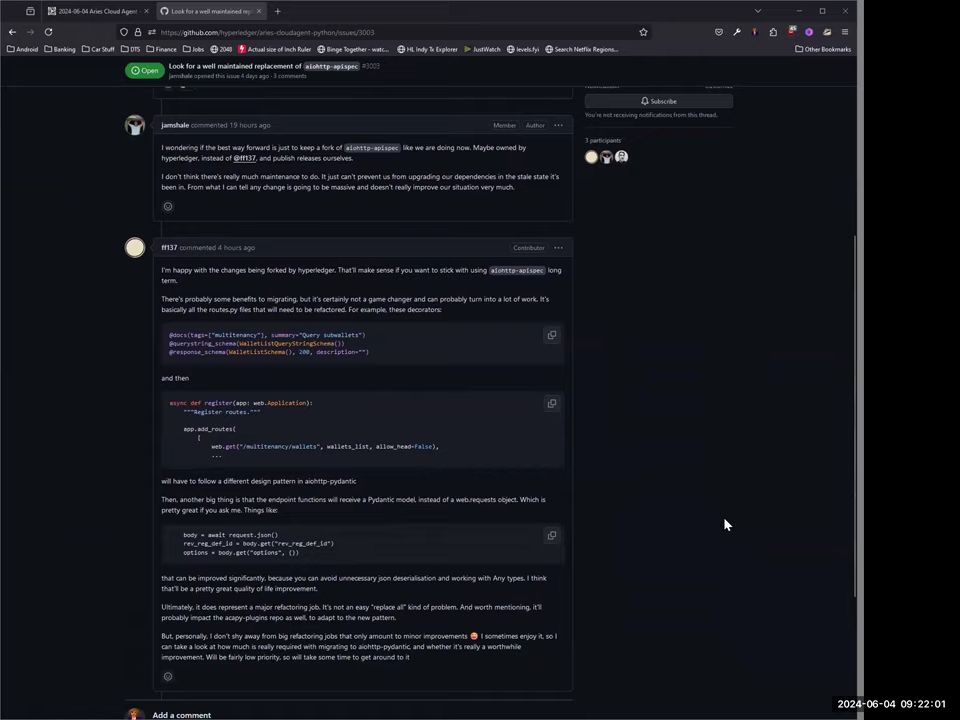 2024-06-04 Aries Cloud Agent
Look for a well maintained repl
https://github.com/hyperledger/aries-cloudagent-python/issues/3003
Android
Banking
Car Stuff
DTS
Finance
Jobs
2048
Actual size of Inch Ruler
Binge Together - watc…
HL Indy Tx Explorer
JustWatch
levels.fyi
Search Netflix Regions…
Other Bookmarks
Open
Look for a well maintained replacement of aiohttp-apispec #3003
jamshale opened this issue 4 days ago · 3 comments
Subscribe
You're not receiving notifications from this thread.
3 participants
jamshale commented 19 hours ago
Member
Author
I wondering if the best way forward is just to keep a fork of aiohttp-apispec like we are doing now. Maybe owned by
hyperledger, instead of @ff137, and publish releases ourselves.
I don't think there's really much maintenance to do. It just can't prevent us from upgrading our dependencies in the stale state it's
been in. From what I can tell any change is going to be massive and doesn't really improve our situation very much.
ff137 commented 4 hours ago
Contributor
I'm happy with the changes being forked by hyperledger. That'll make sense if you want to stick with using aiohttp-apispec long
term.
There's probably some benefits to migrating, but it's certainly not a game changer and can probably turn into a lot of work. It's
basically all the routes.py files that will need to be refactored. For example, these decorators:
@docs(tags=["multitenancy"], summary="Query subwallets")
@querystring_schema(WalletListQueryStringSchema())
@response_schema(WalletListSchema(), 200, description="")
and then
async def register(app: web.Application):
"""Register routes."""
app.add_routes(
[
web.get("/multitenancy/wallets", wallets_list, allow_head=False),
...
will have to follow a different design pattern in aiohttp-pydantic
Then, another big thing is that the endpoint functions will receive a Pydantic model, instead of a web.requests object. Which is
pretty great if you ask me. Things like:
body = await request.json()
rev_reg_def_id = body.get("rev_reg_def_id")
options = body.get("options", {})
that can be improved significantly, because you can avoid unnecessary json deserialisation and working with Any types. I think
that'll be a pretty great quality of life improvement.
Ultimately, it does represent a major refactoring job. It's not an easy "replace all" kind of problem. And worth mentioning, it'll
probably impact the acapy-plugins repo as well, to adapt to the new pattern.
But, personally, I don't shy away from big refactoring jobs that only amount to minor improvements 😅 I sometimes enjoy it, so I
can take a look at how much is really required with migrating to aiohttp-pydantic, and whether it's really a worthwhile
improvement. Will be fairly low priority, so will take some time to get around to it
Add a comment
2024-06-04 09:22:01